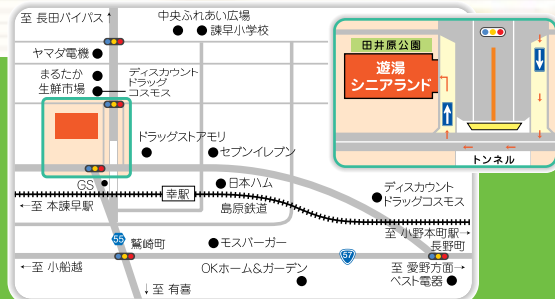 至 長田バイパス
中央ふれあい広場
諫早小学校
ヤマダ電機
まるたか
生鮮市場
ディスカウント
ドラッグ
コスモス
田井原公園
遊湯
シニアランド
トンネル
ドラッグストアモリ
セブンイレブン
GS
幸駅
日本ハム
島原鉄道
ディスカウント
ドラッグコスモス
←至 本諫早駅
至 小野本町駅→
長野町
55
鷲崎町
モスバーガー
57
←至 小船越
OKホーム&ガーデン
至 愛野方面→
ベスト電器
↓至 有喜